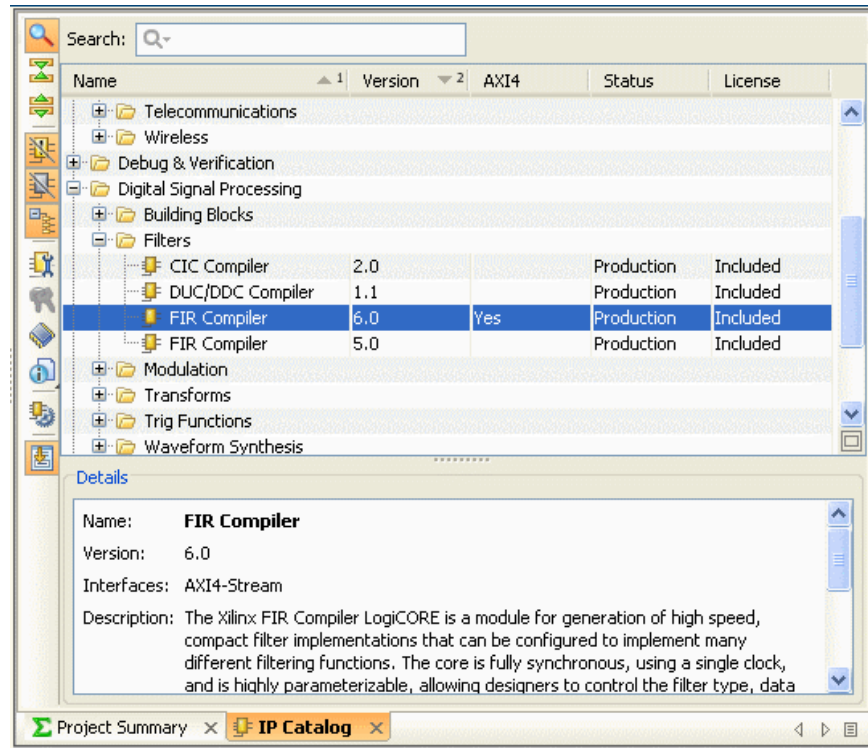 Search:
Name 1 Version 2 AXI4 Status License
Telecommunications
Wireless
Debug & Verification
Digital Signal Processing
Building Blocks
Filters
CIC Compiler 2.0 Production Included
DUC/DDC Compiler 1.1 Production Included
FIR Compiler 6.0 Yes Production Included
FIR Compiler 5.0 Production Included
Modulation
Transforms
Trig Functions
Waveform Synthesis
Details
Name: FIR Compiler
Version: 6.0
Interfaces: AXI4-Stream
Description: The Xilinx FIR Compiler LogiCORE is a module for generation of high speed,
compact filter implementations that can be configured to implement many
different filtering functions. The core is fully synchronous, using a single clock,
and is highly parameterizable, allowing designers to control the filter type, data
Σ Project Summary × IP Catalog ×